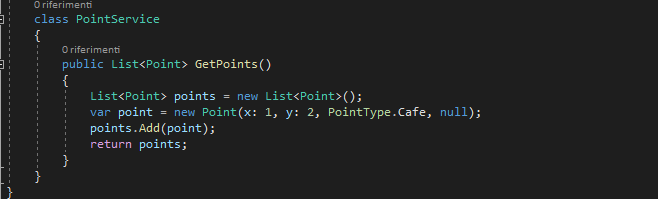 0 riferimenti
class PointService
{
0 riferimenti
public List<Point> GetPoints()
{
List<Point> points = new List<Point>();
var point = new Point(x: 1, y: 2, PointType.Cafe, null);
points.Add(point);
return points;
}
}
}